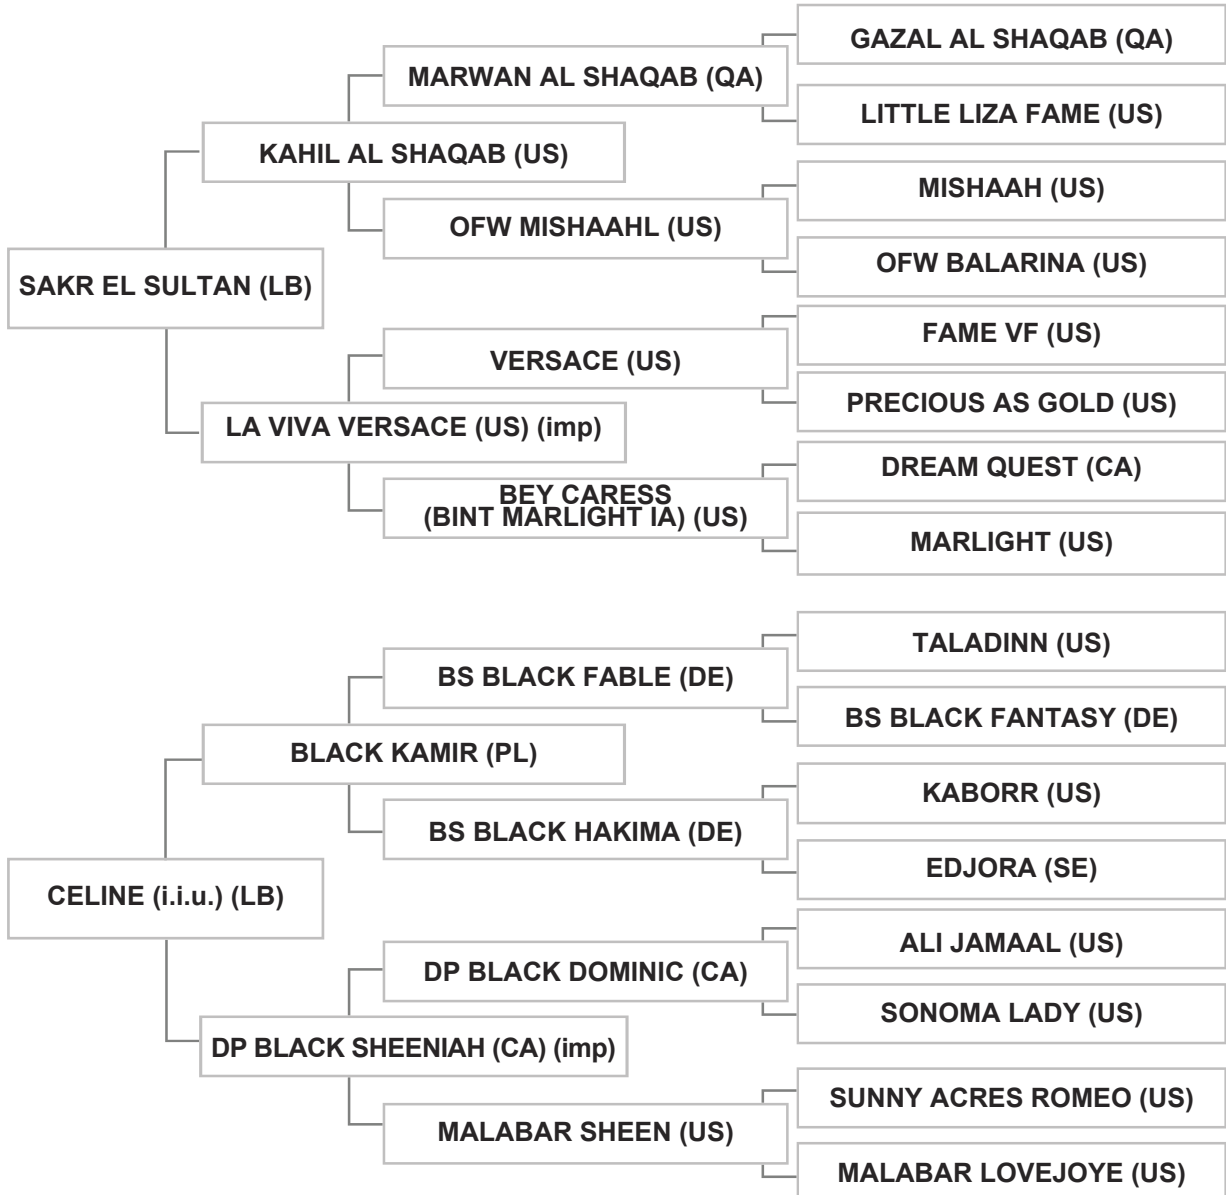 GAZAL AL SHAQAB (QA)
MARWAN AL SHAQAB (QA)
LITTLE LIZA FAME (US)
KAHIL AL SHAQAB (US)
MISHAAH (US)
OFW MISHAAHL (US)
OFW BALARINA (US)
SAKR EL SULTAN (LB)
FAME VF (US)
VERSACE (US)
PRECIOUS AS GOLD (US)
LA VIVA VERSACE (US) (imp)
DREAM QUEST (CA)
BEY CARESS
(BINT MARLIGHT IA) (US)
MARLIGHT (US)
TALADINN (US)
BS BLACK FABLE (DE)
BS BLACK FANTASY (DE)
BLACK KAMIR (PL)
KABORR (US)
BS BLACK HAKIMA (DE)
EDJORA (SE)
CELINE (i.i.u.) (LB)
ALI JAMAAL (US)
DP BLACK DOMINIC (CA)
SONOMA LADY (US)
DP BLACK SHEENIAH (CA) (imp)
SUNNY ACRES ROMEO (US)
MALABAR SHEEN (US)
MALABAR LOVEJOYE (US)